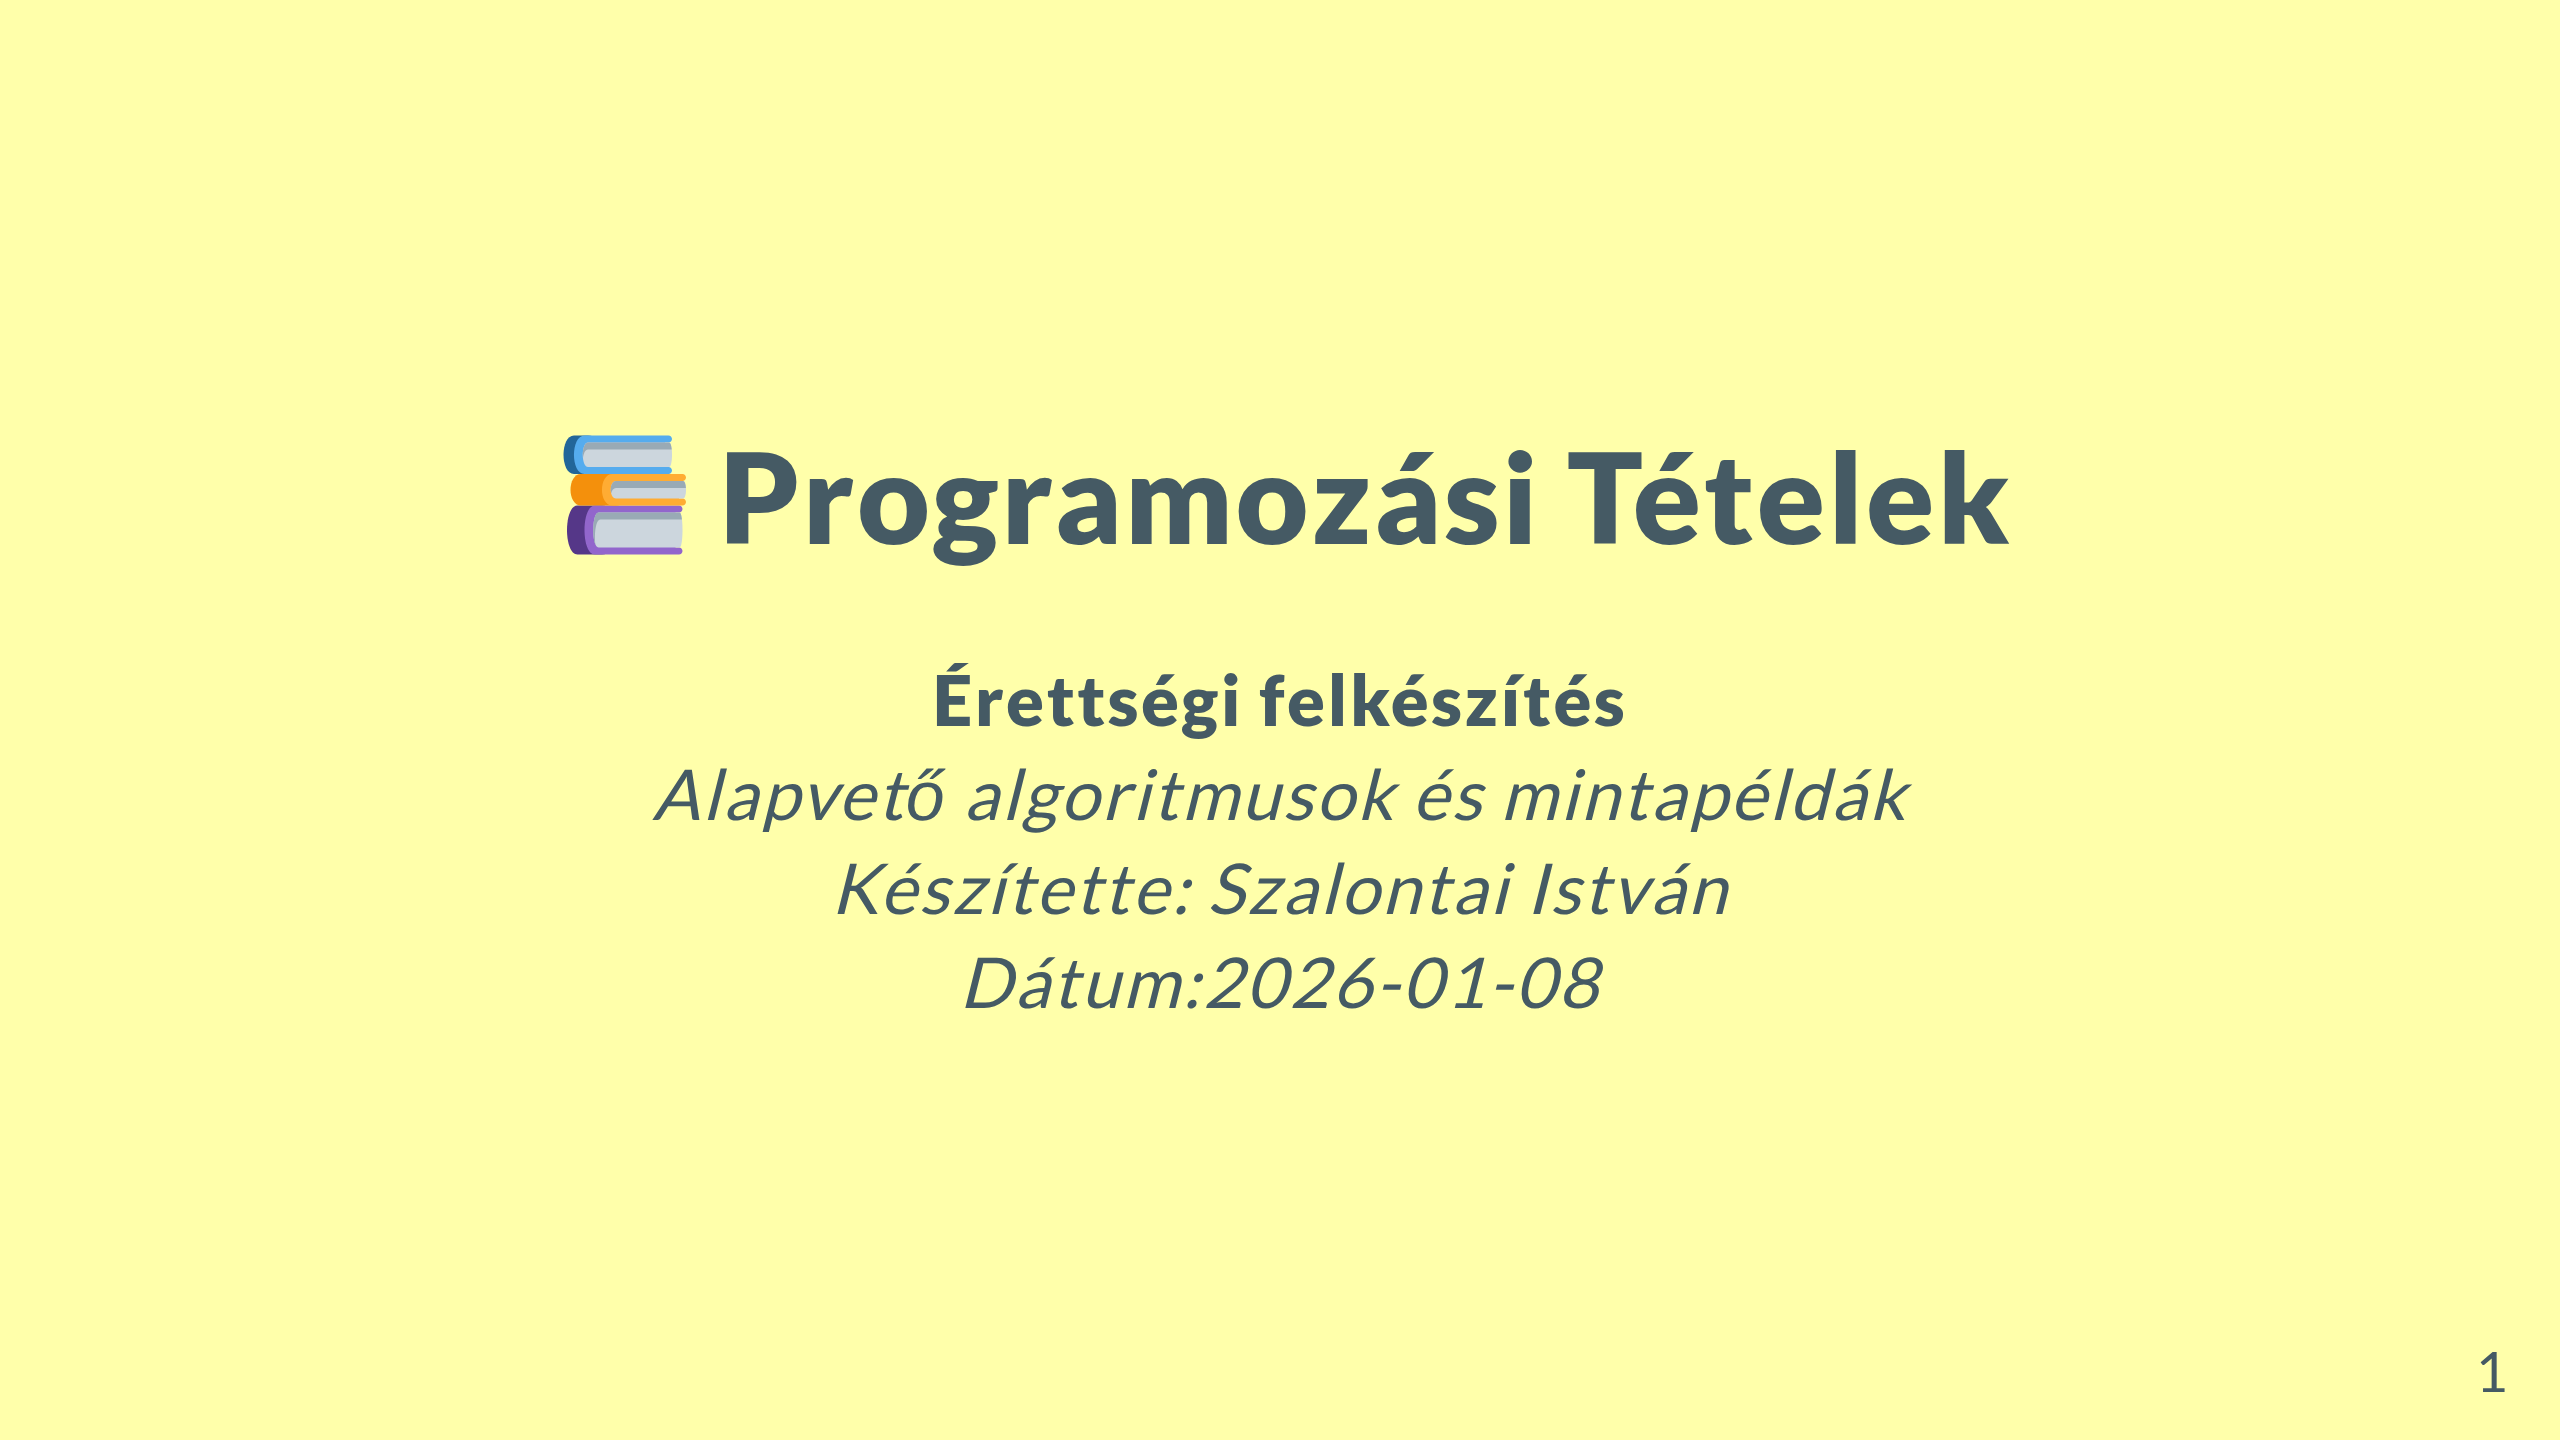 Programozási Tételek
Érettségi felkészítés
Alapvető algoritmusok és mintapéldák
Készítette: Szalontai István
Dátum:2026-01-08
1